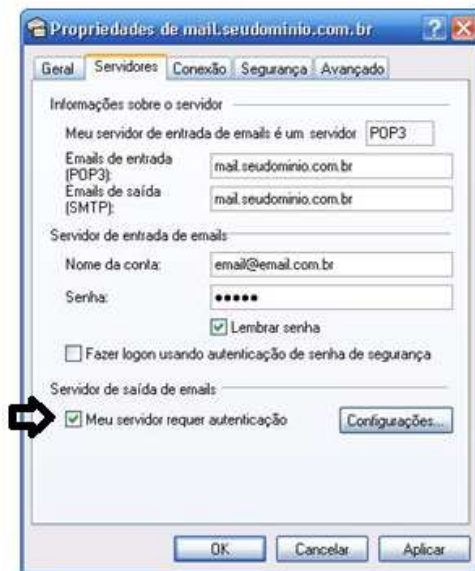 Propriedades de mail.seudominio.com.br
Geral Servidores Conexão Segurança Avançado
Informações sobre o servidor
Meu servidor de entrada de emails é um servidor POP3
Emails de entrada
(POP3): mail.seudominio.com.br
Emails de saída
(SMTP): mail.seudominio.com.br
Servidor de entrada de emails
Nome da conta: email@email.com.br
Senha: •••••
Lembrar senha
Fazer logon usando autenticação de senha de segurança
Servidor de saída de emails
Meu servidor requer autenticação Configurações...
OK Cancelar Aplicar